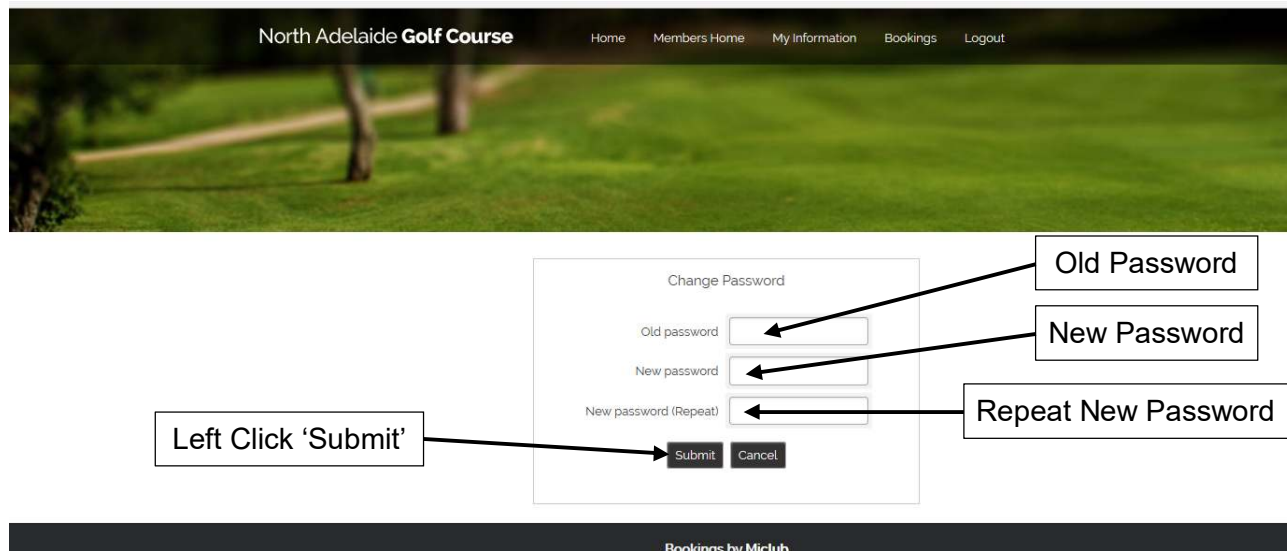 North Adelaide Golf Course Home Members Home My Information Bookings Logout
Change Password
Old Password
Old password
New Password
New password
New password (Repeat)
Repeat New Password
Left Click ‘Submit’
Submit Cancel
Bookings by Miclub